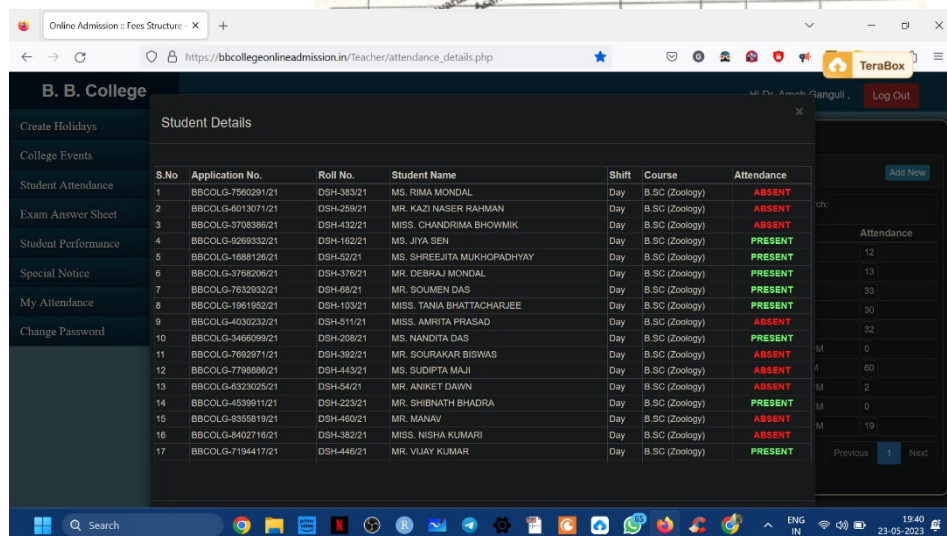 Online Admission :: Fees Structure -
https://bbcollegeonlineadmission.in/Teacher/attendance_details.php
TeraBox
B. B. College
Hi Dr. Arnab Ganguli ,
Log Out
Create Holidays
College Events
Student Attendance
Exam Answer Sheet
Student Performance
Special Notice
My Attendance
Change Password
Student Details
Add New
S.No Application No. Roll No. Student Name Shift Course Attendance
1 BBCOLG-7560291/21 DSH-383/21 MS. RIMA MONDAL Day B.SC (Zoology) ABSENT
2 BBCOLG-6013071/21 DSH-259/21 MR. KAZI NASER RAHMAN Day B.SC (Zoology) ABSENT
3 BBCOLG-3708386/21 DSH-432/21 MISS. CHANDRIMA BHOWMIK Day B.SC (Zoology) ABSENT
4 BBCOLG-9269332/21 DSH-162/21 MS. JIYA SEN Day B.SC (Zoology) PRESENT
5 BBCOLG-1688126/21 DSH-52/21 MS. SHREEJITA MUKHOPADHYAY Day B.SC (Zoology) PRESENT
6 BBCOLG-3768206/21 DSH-376/21 MR. DEBRAJ MONDAL Day B.SC (Zoology) PRESENT
7 BBCOLG-7632932/21 DSH-68/21 MR. SOUMEN DAS Day B.SC (Zoology) PRESENT
8 BBCOLG-1961952/21 DSH-103/21 MISS. TANIA BHATTACHARJEE Day B.SC (Zoology) PRESENT
9 BBCOLG-4030232/21 DSH-511/21 MISS. AMRITA PRASAD Day B.SC (Zoology) ABSENT
10 BBCOLG-3466099/21 DSH-208/21 MS. NANDITA DAS Day B.SC (Zoology) PRESENT
11 BBCOLG-7692971/21 DSH-392/21 MR. SOURAKAR BISWAS Day B.SC (Zoology) ABSENT
12 BBCOLG-7798886/21 DSH-443/21 MS. SUDIPTA MAJI Day B.SC (Zoology) ABSENT
13 BBCOLG-6323025/21 DSH-54/21 MR. ANIKET DAWN Day B.SC (Zoology) ABSENT
14 BBCOLG-4539911/21 DSH-223/21 MR. SHIBNATH BHADRA Day B.SC (Zoology) PRESENT
15 BBCOLG-9355819/21 DSH-460/21 MR. MANAV Day B.SC (Zoology) ABSENT
16 BBCOLG-8402716/21 DSH-382/21 MISS. NISHA KUMARI Day B.SC (Zoology) ABSENT
17 BBCOLG-7194417/21 DSH-446/21 MR. VIJAY KUMAR Day B.SC (Zoology) PRESENT
rch:
Attendance
12
13
33
30
32
M 0
M 60
M 2
M 0
M 19
Previous 1 Next
Search
65
ENG
IN
19:40
23-05-2023